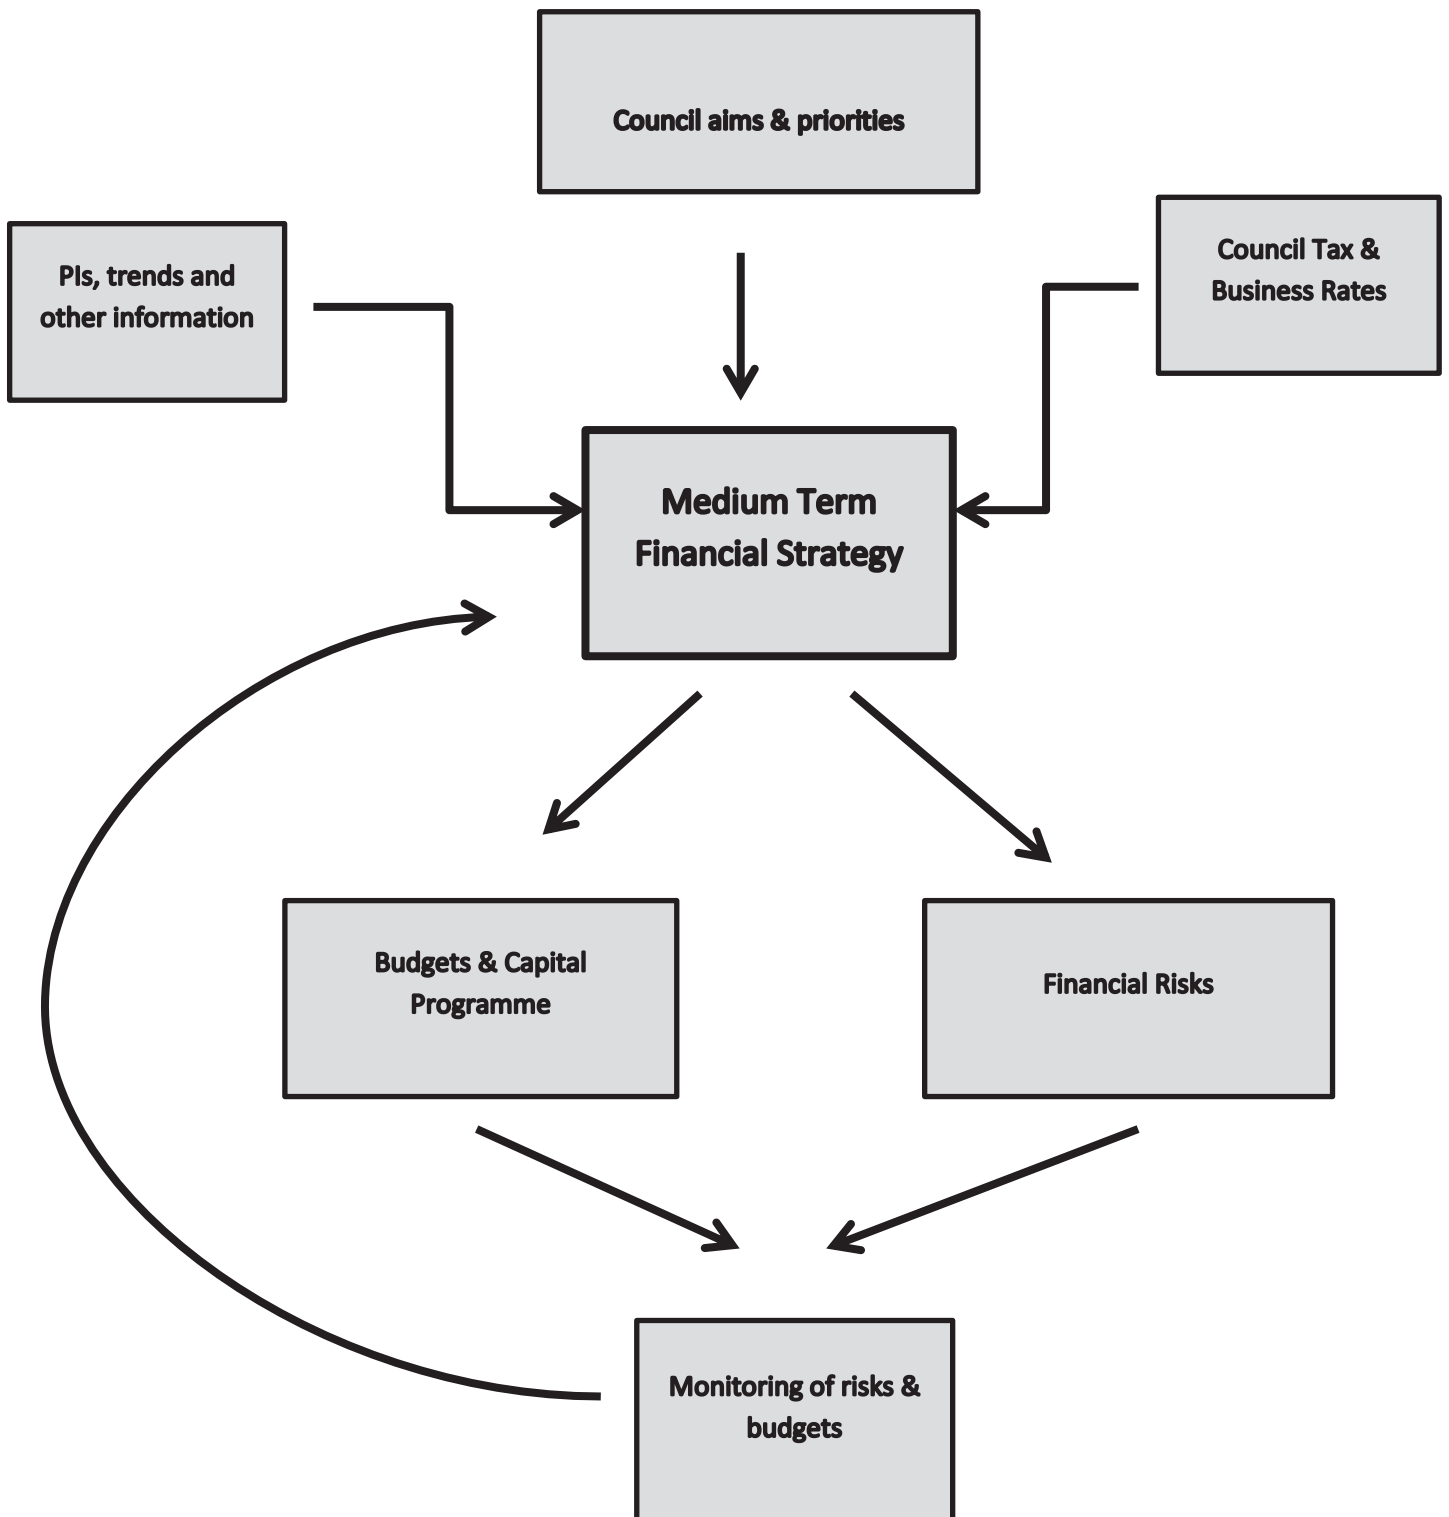 Council aims & priorities
PIs, trends and
other information
Council Tax &
Business Rates
Medium Term
Financial Strategy
Budgets & Capital
Programme
Financial Risks
Monitoring of risks &
budgets